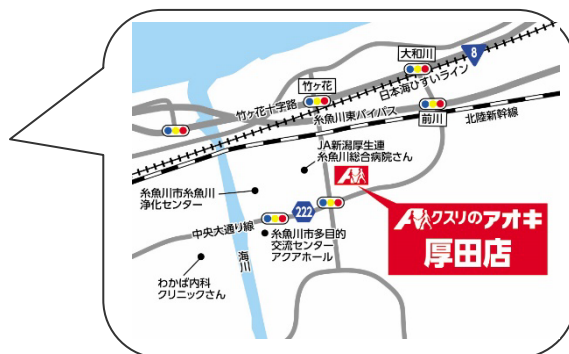 大和川
8
竹ヶ花
日本海ひすいライン
竹ヶ花十字路
糸魚川東バイパス
前川
北陸新幹線
JA新潟厚生連
糸魚川総合病院さん
糸魚川市糸魚川
浄化センター
222
中央大通り線
糸魚川市多目的
交流センター
アクアホール
海川
わかば内科
クリニックさん
クスリのアオキ
厚田店